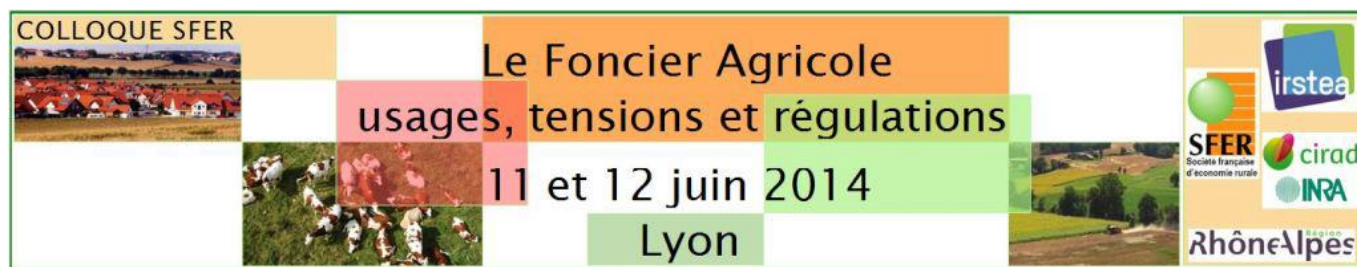 COLLOQUE SFER
Le Foncier Agricole
usages, tensions et régulations
11 et 12 juin 2014
Lyon
irstea
SFER
Société française
d'économie rurale
cirad
INRA
Région
RhôneAlpes